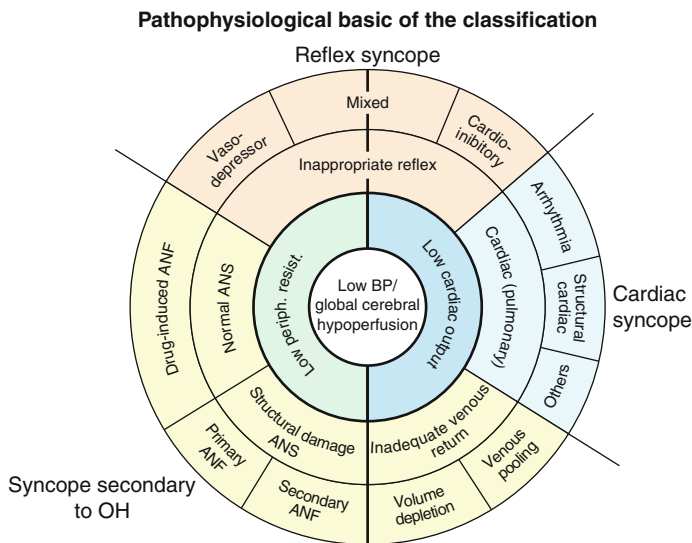 Pathophysiological basic of the classification
Reflex syncope
Mixed
Vaso-
depressor
Cardio-
inibitory
Inappropriate reflex
Arrhythmia
Structural
cardiac
Others
Cardiac
syncope
Drug-induced ANF
Normal ANS
Low periph. resist.
Low BP/
global cerebral
hypoperfusion
Low cardiac output
Cardiac (pulmonary)
Structural damage
ANS
Inadequate venous
return
Primary
ANF
Secondary
ANF
Volume
depletion
Venous
pooling
Syncope secondary
to OH